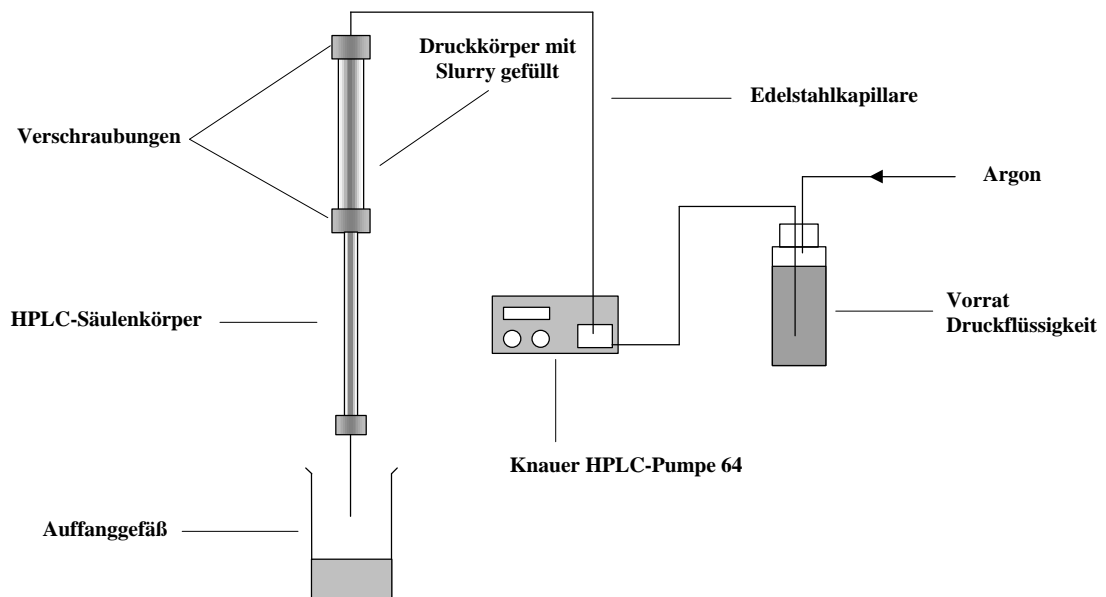 Druckkörper mit
Slurry gefüllt
Edelstahlkapillare
Verschraubungen
Argon
HPLC-Säulenkörper
Vorrat
Druckflüssigkeit
Knauer HPLC-Pumpe 64
Auffanggefäß